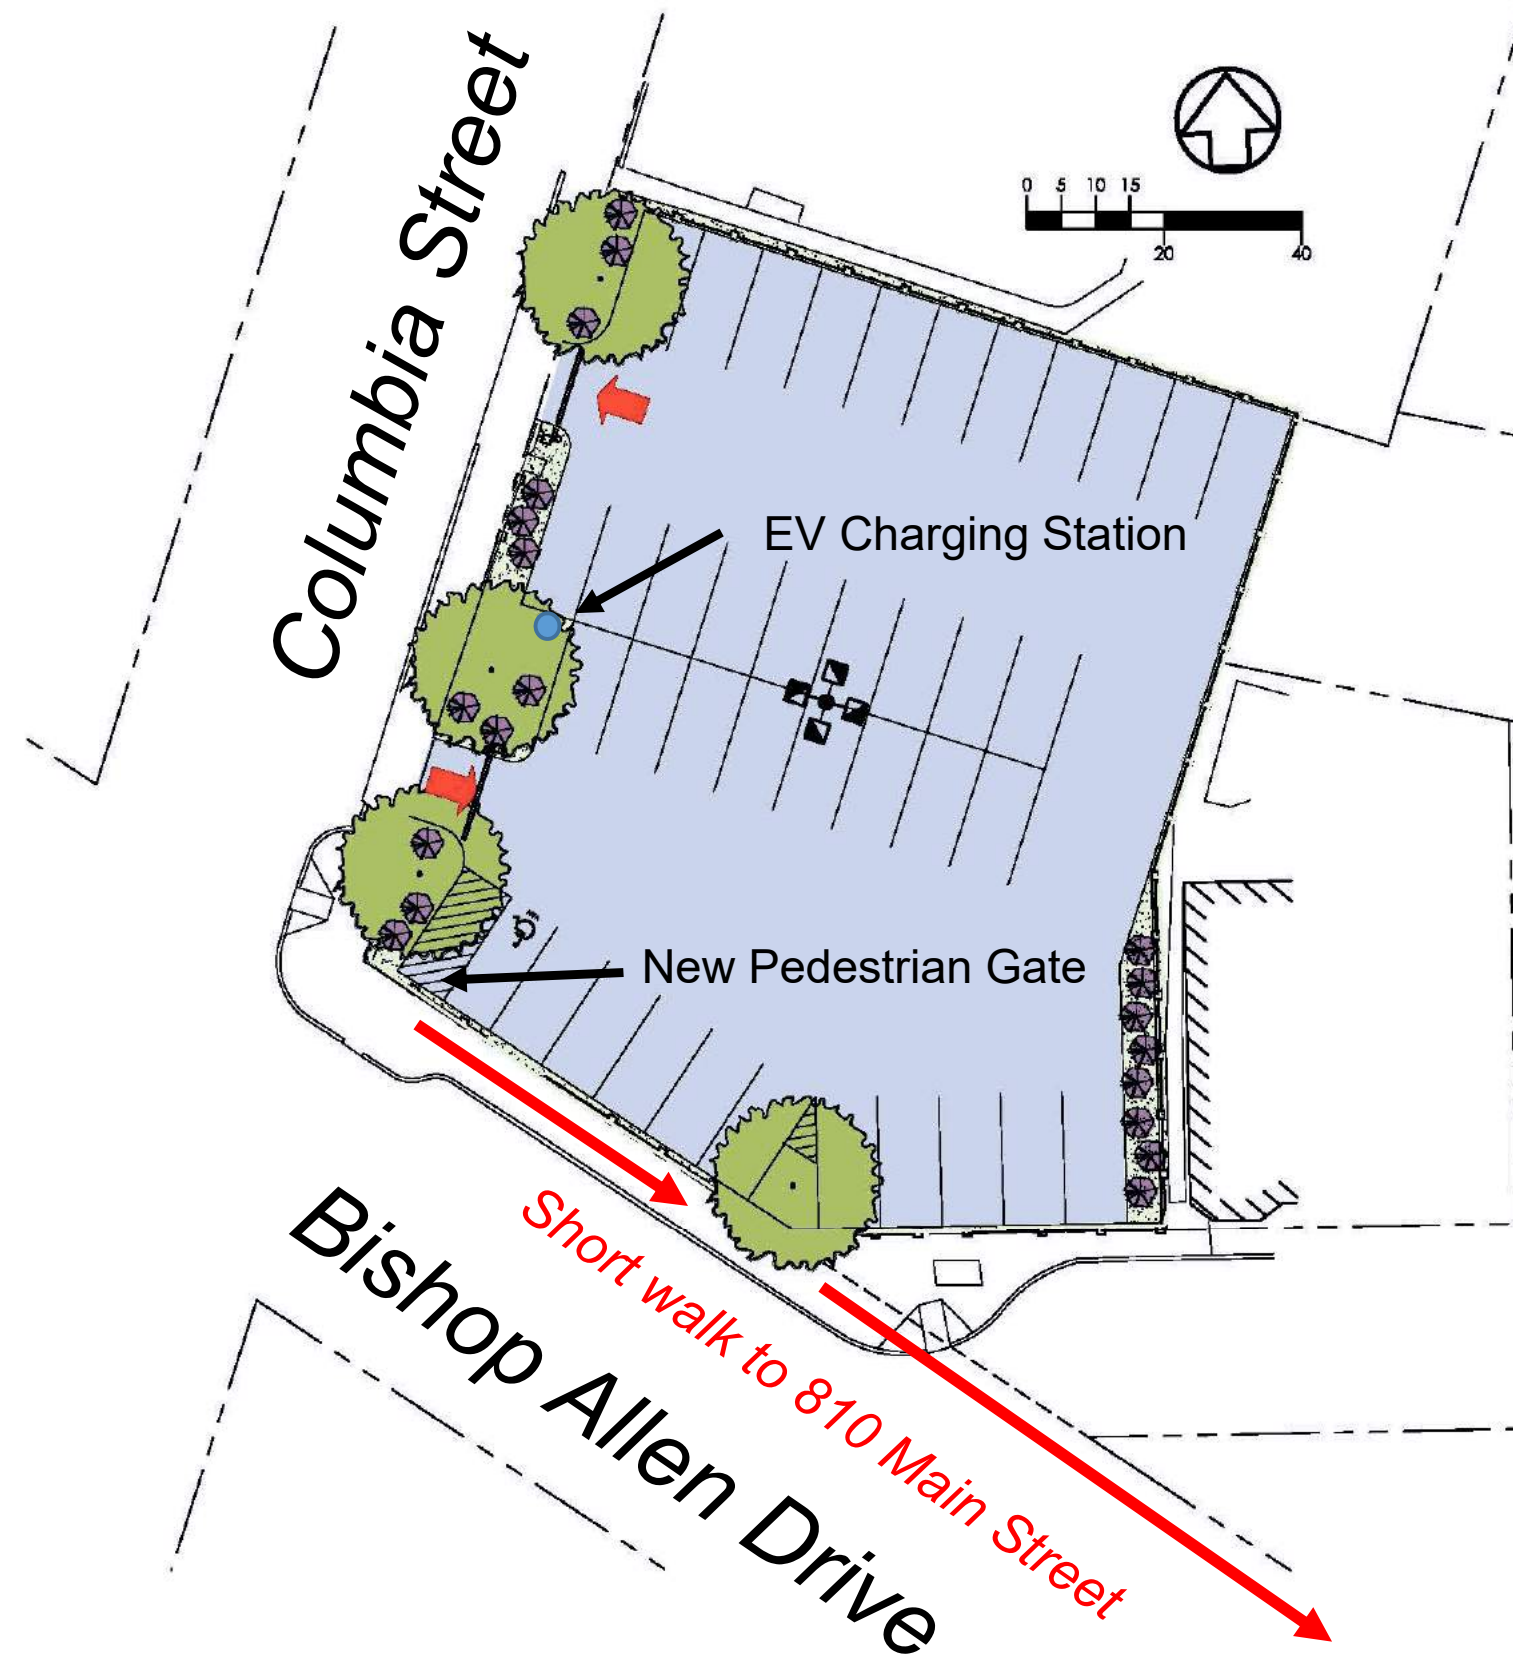 Columbia Street
0 5 10 15
20 40
EV Charging Station
New Pedestrian Gate
Short walk to 810 Main Street
Bishop Allen Drive